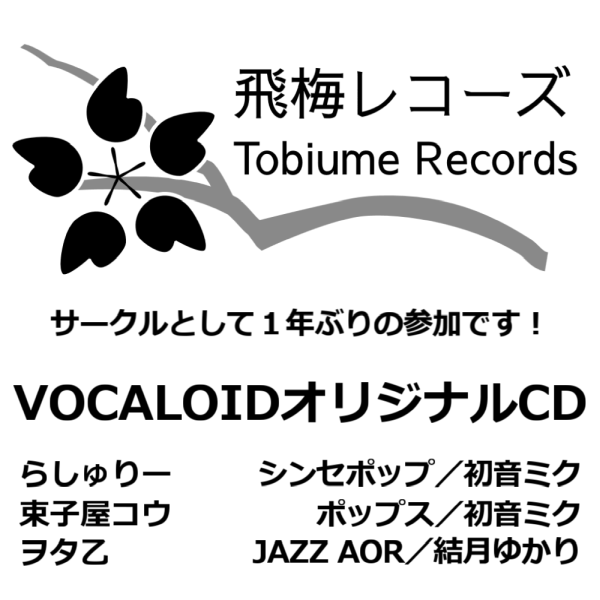 飛梅レコーズ
Tobiume Records
サークルとして１年ぶりの参加です！
VOCALOIDオリジナルCD
らしゅりー シンセポップ／初音ミク
束子屋コウ ポップス／初音ミク
ヲタ乙 JAZZ AOR／結月ゆかり